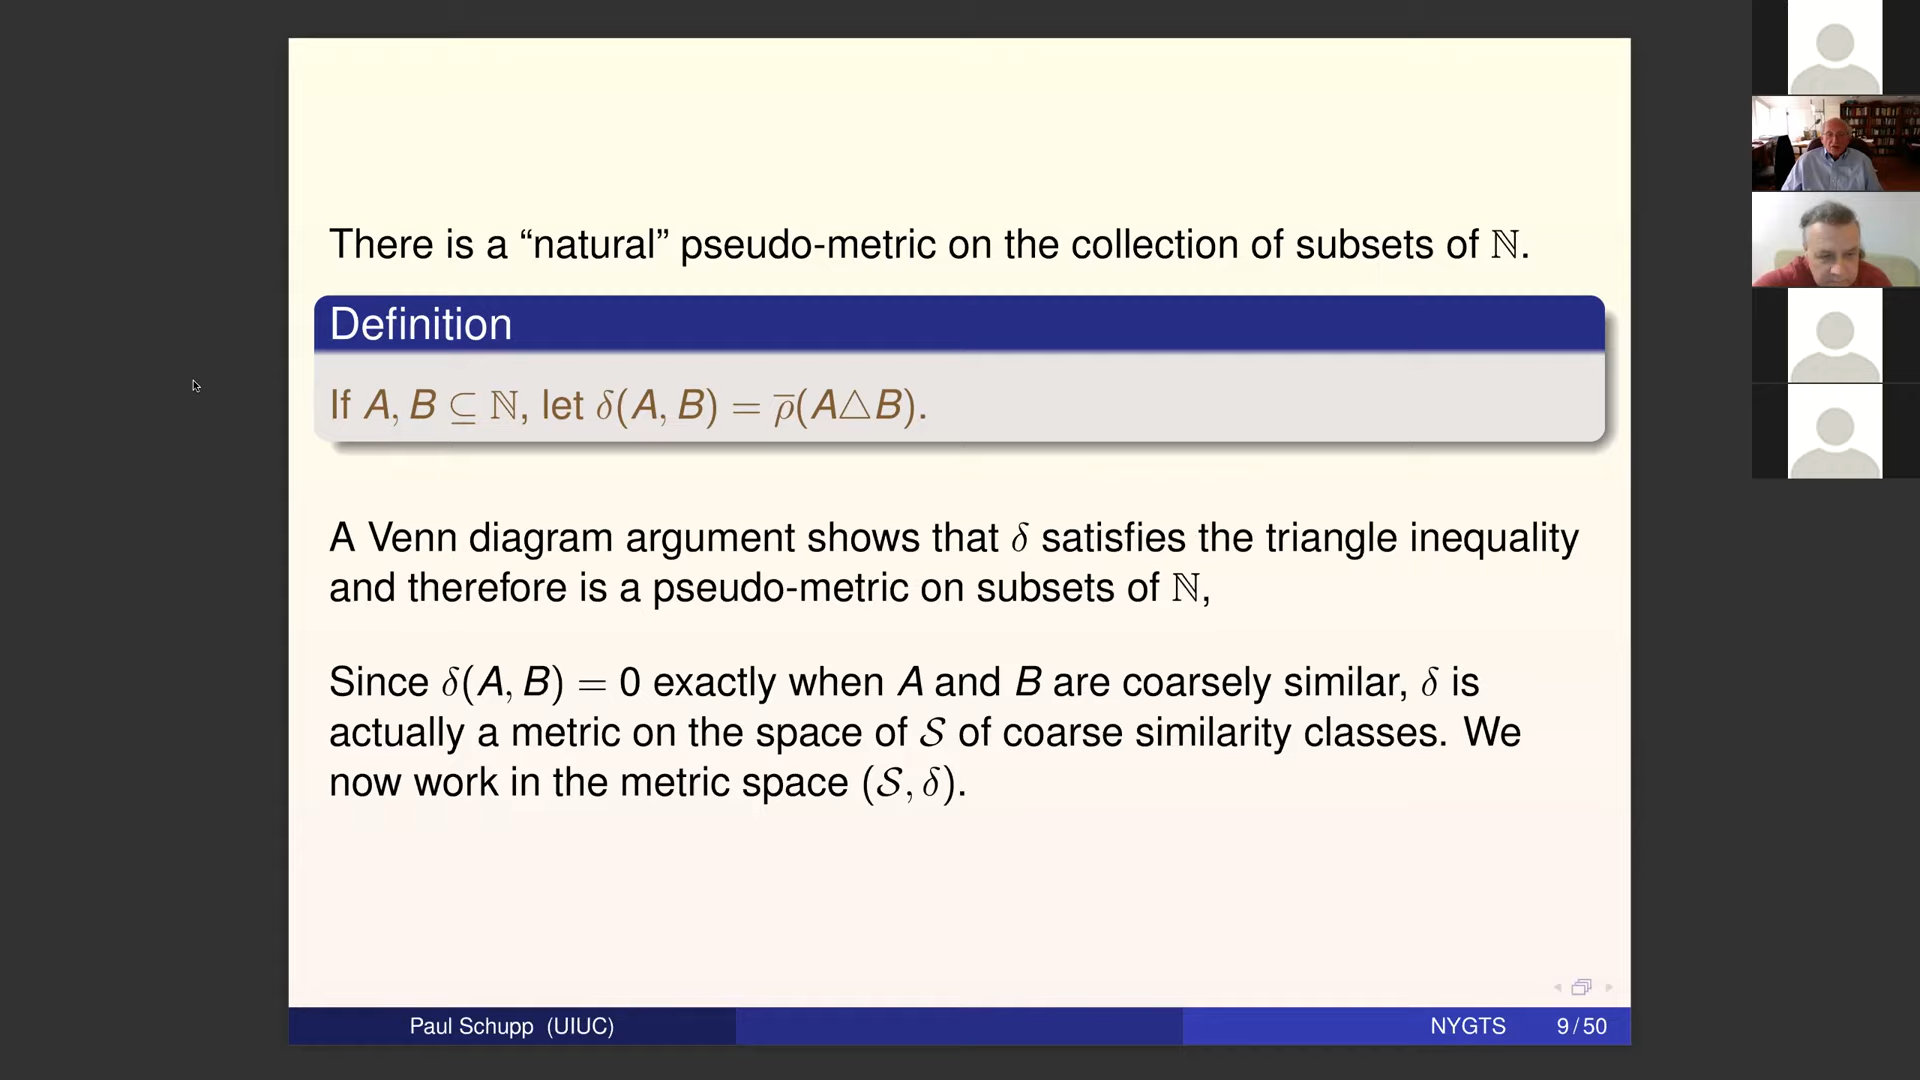 There is a “natural” pseudo-metric on the collection of subsets of ℕ.
Definition
If A, B ⊆ ℕ, let δ(A, B) = ρ̅(A△B).
A Venn diagram argument shows that δ satisfies the triangle inequality
and therefore is a pseudo-metric on subsets of ℕ,
Since δ(A, B) = 0 exactly when A and B are coarsely similar, δ is
actually a metric on the space of 𝒮 of coarse similarity classes. We
now work in the metric space (𝒮, δ).
Paul Schupp (UIUC)
NYGTS
9 / 50